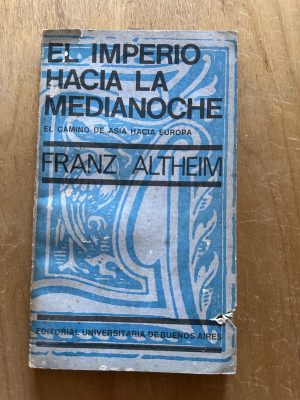 EL IMPERIO
HACIA LA
MEDIANOCHE
EL CAMINO DE ASIA HACIA EUROPA
FRANZ ALTHEIM
EDITORIAL UNIVERSITARIA DE BUENOS AIRES